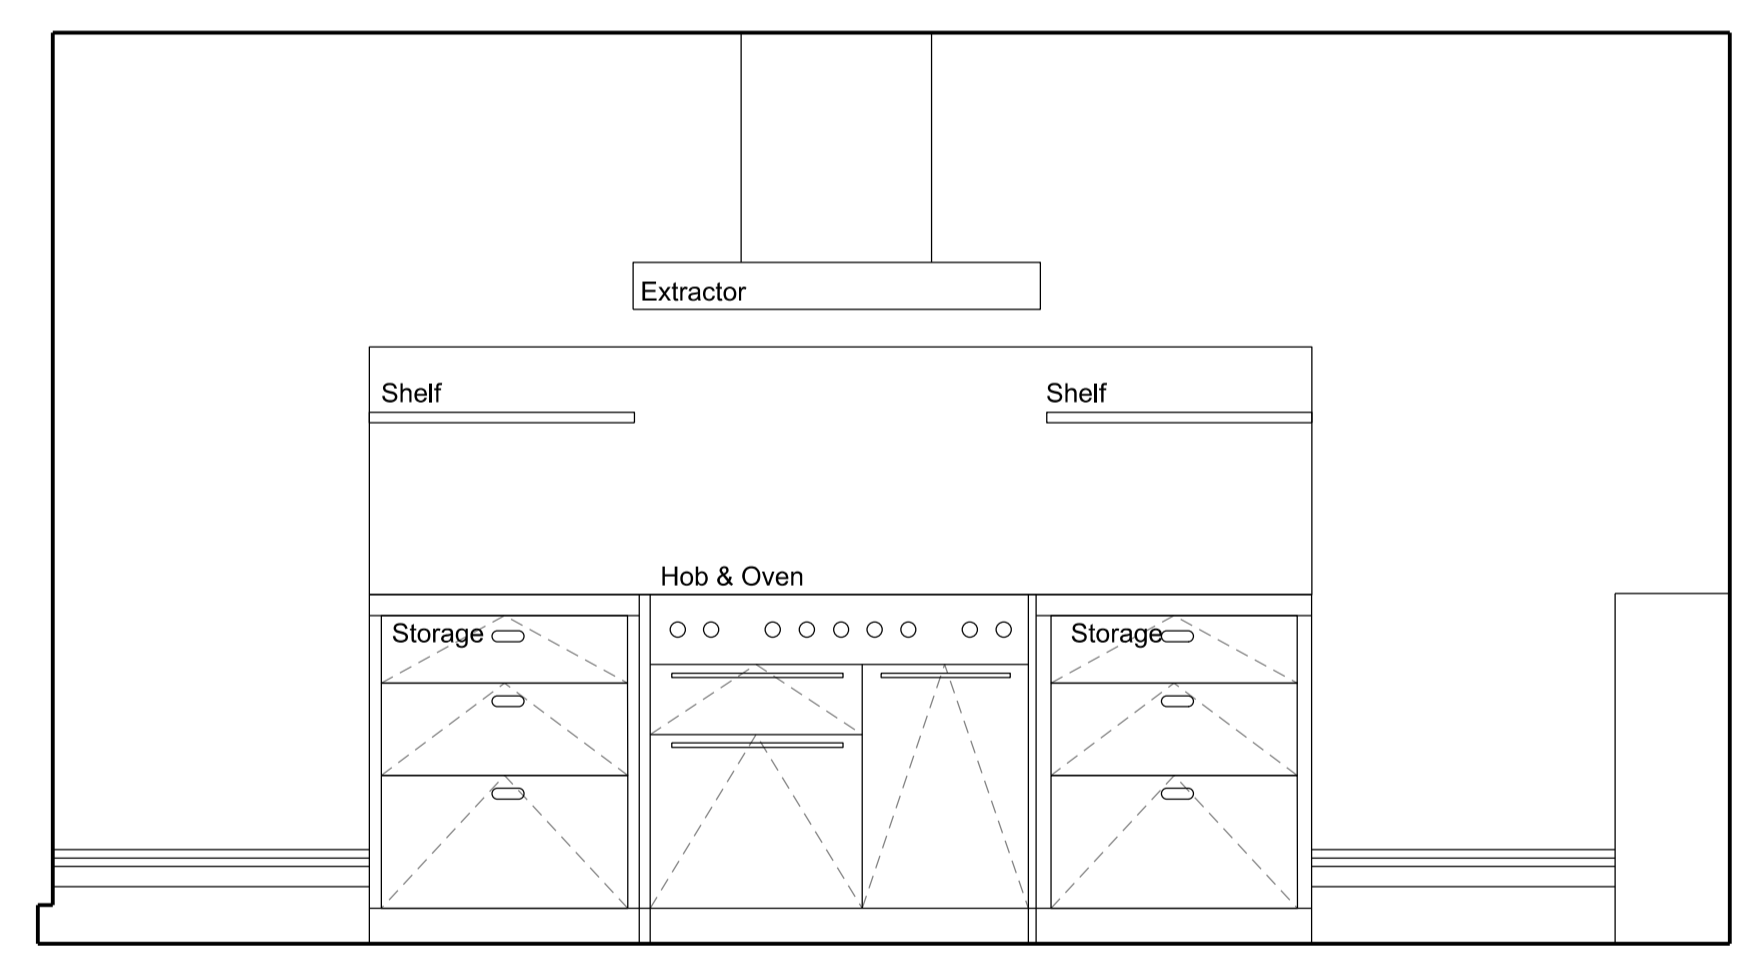 Extractor
Shelf
Shelf
Hob & Oven
Storage
Storage